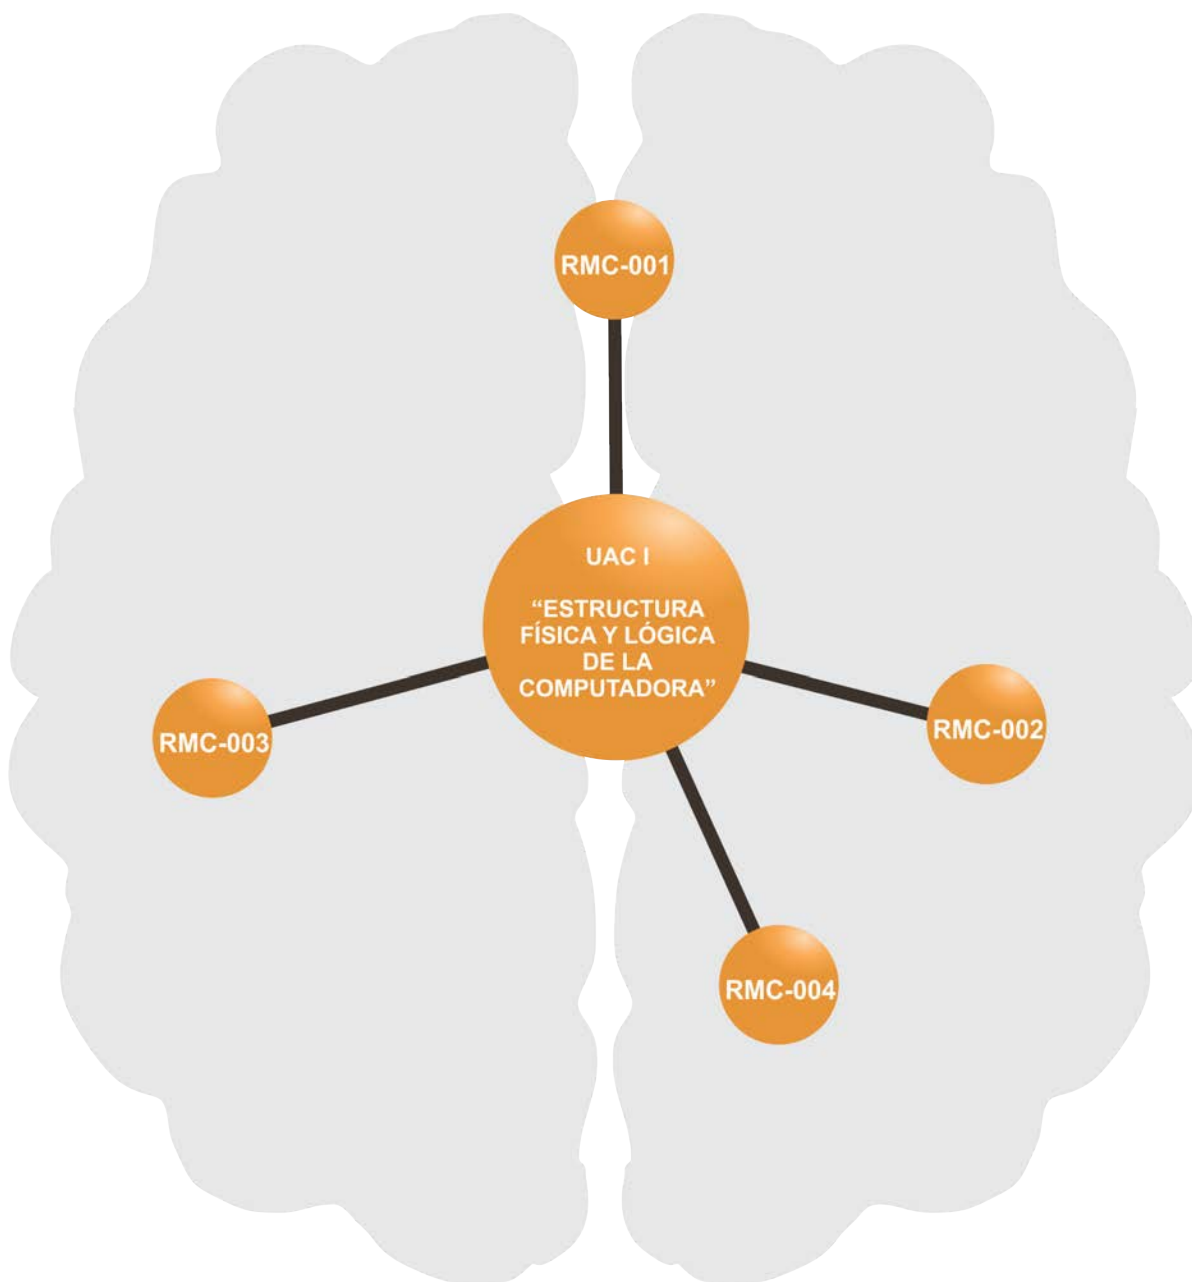 RMC-001
UAC I
“ESTRUCTURA
FÍSICA Y LÓGICA
DE LA
COMPUTADORA”
RMC-003
RMC-002
RMC-004